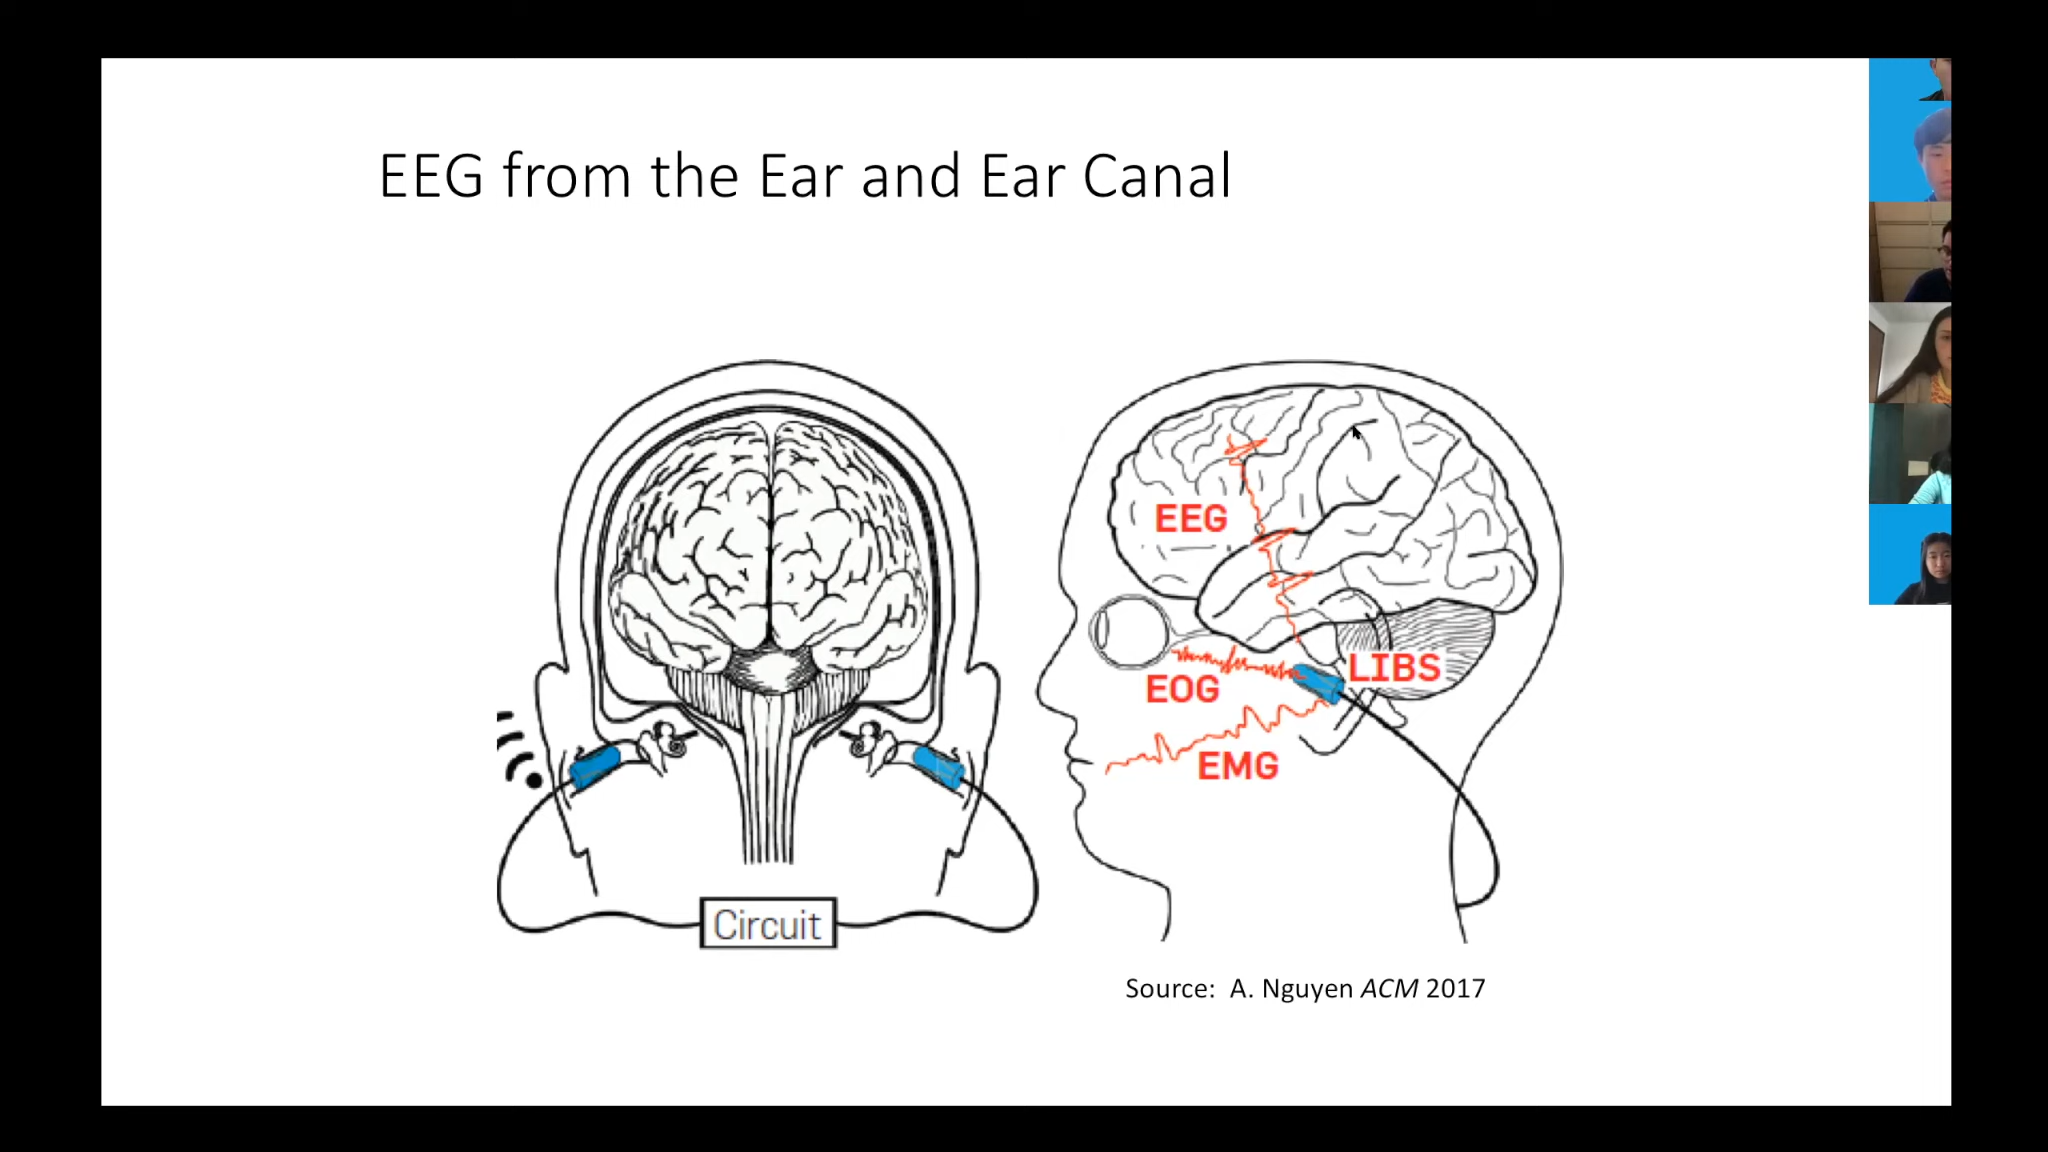 EEG from the Ear and Ear Canal
EEG
LIBS
EOG
EMG
Circuit
Source: A. Nguyen ACM 2017